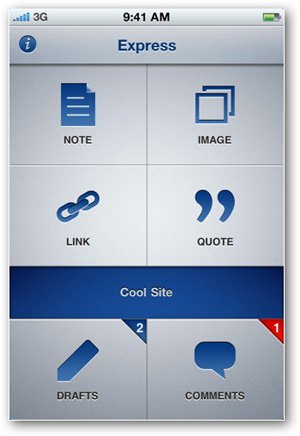 3G 9:41 AM
i Express
NOTE IMAGE
LINK QUOTE
Cool Site
2 1
DRAFTS COMMENTS